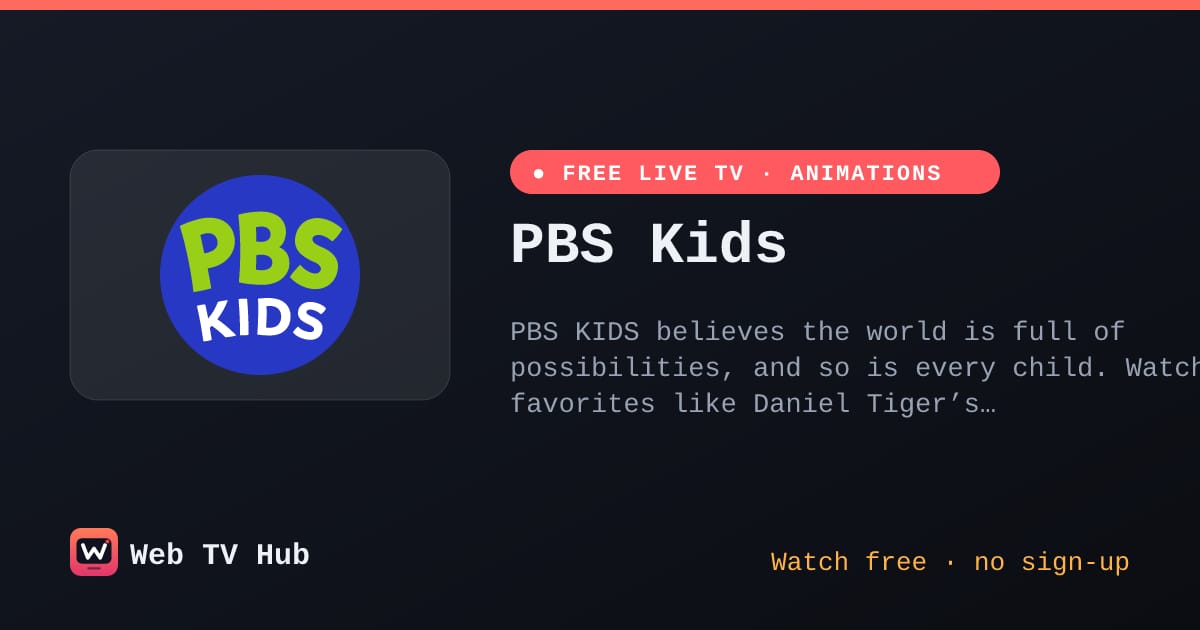 PBS
KIDS
● FREE LIVE TV · ANIMATIONS
PBS Kids
PBS KIDS believes the world is full of
possibilities, and so is every child. Watch
favorites like Daniel Tiger’s…
W
Web TV Hub
Watch free · no sign-up